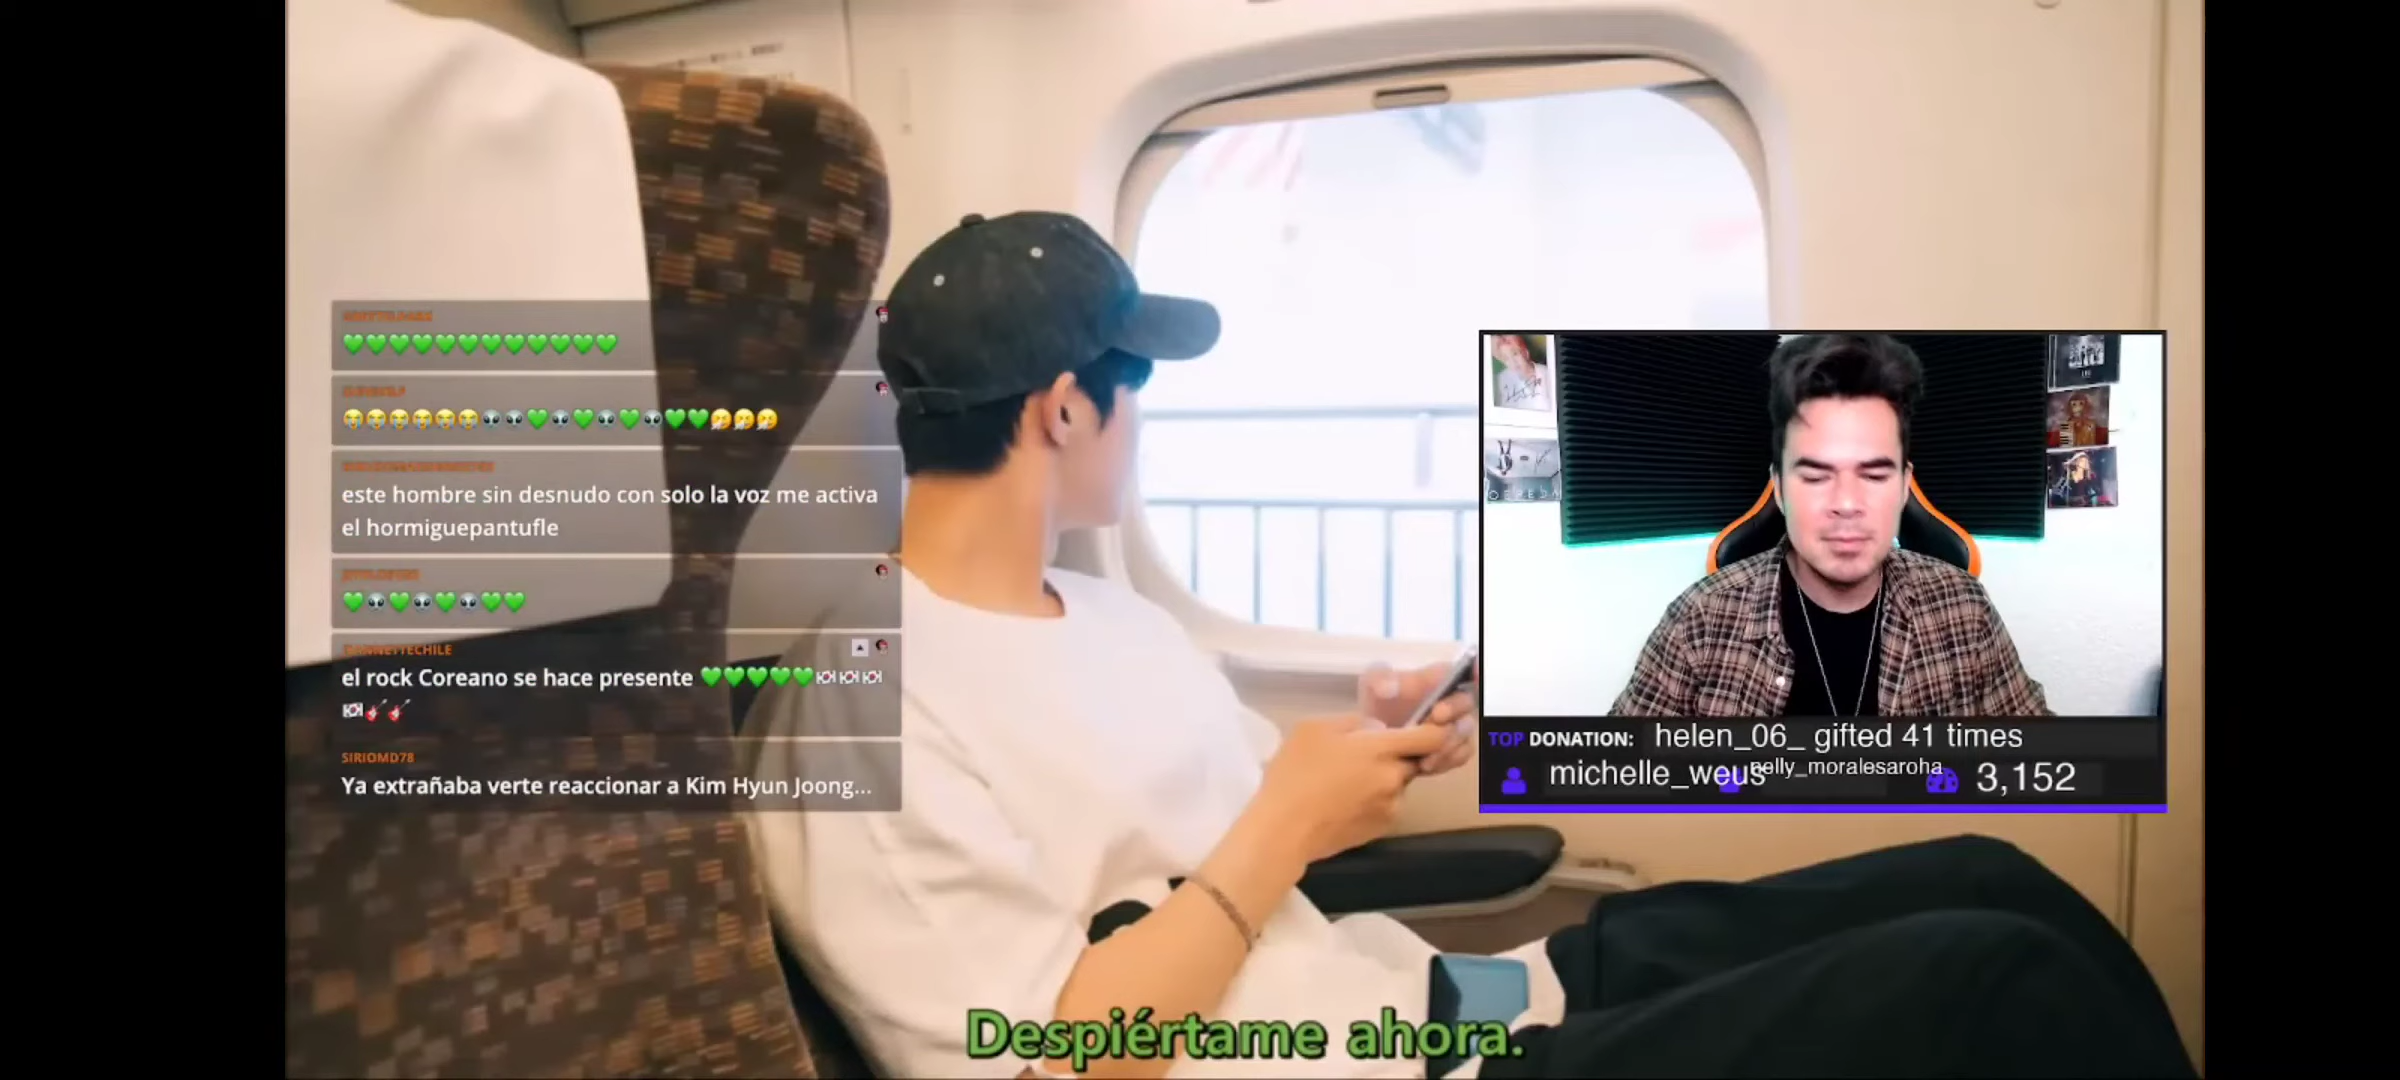 💚💚💚💚💚💚💚💚💚💚💚💚
😭😭😭😭😭😭👽👽💚👽💚👽💚👽💚💚🤧🤧🤧
este hombre sin desnudo con solo la voz me activa
el hormiguepantufle
💚👽💚👽💚👽💚💚
el rock Coreano se hace presente 💚💚💚💚💚🇰🇷🇰🇷🇰🇷
🇰🇷🎸🎸
SIRIOMD78
Ya extrañaba verte reaccionar a Kim Hyun Joong...
TOP DONATION: helen_06_ gifted 41 times
michelle_weus nelly_moralesaroha 3,152
Despiértame ahora.